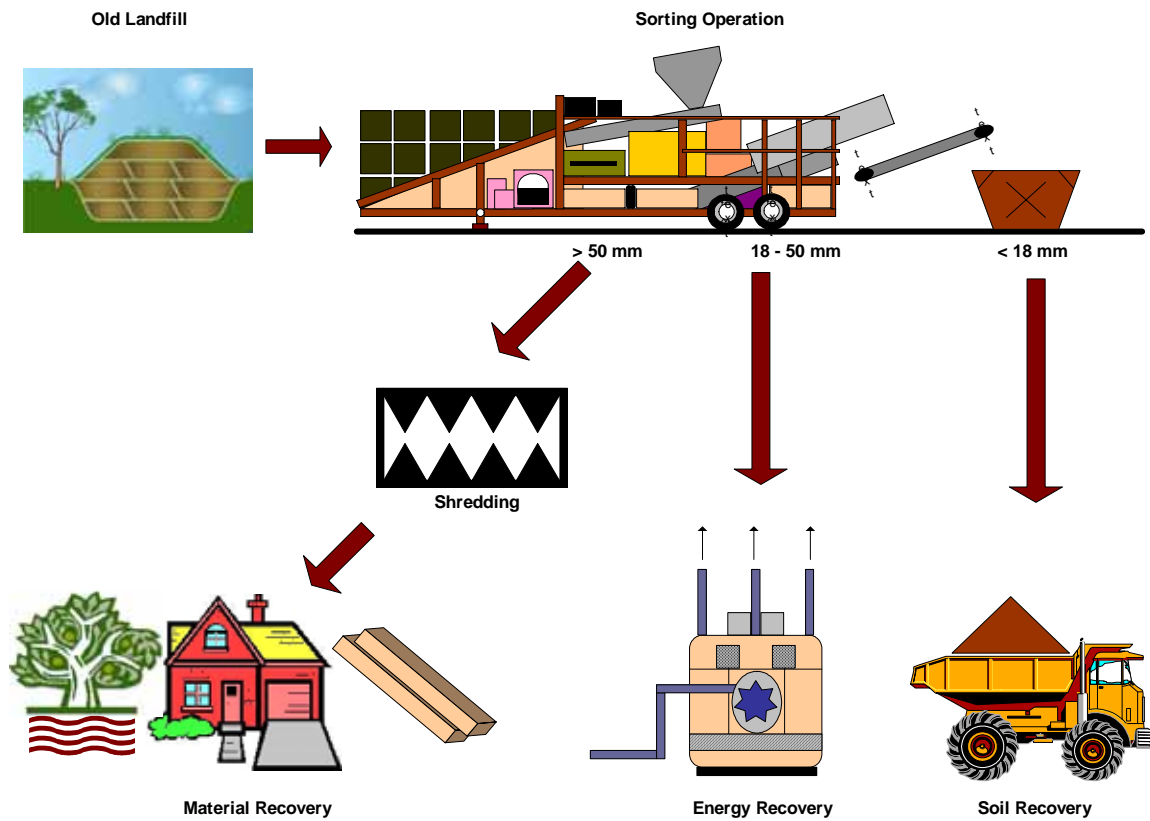 Old Landfill
Sorting Operation
t
t
t
t
> 50 mm
18 - 50 mm
< 18 mm
Shredding
Material Recovery
Energy Recovery
Soil Recovery